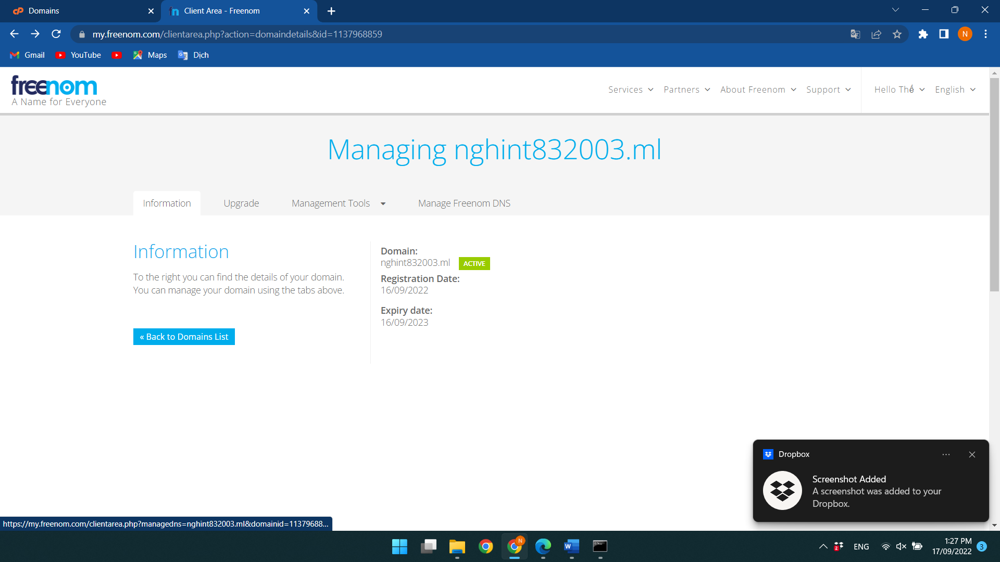 Domains
Client Area - Freenom
my.freenom.com/clientarea.php?action=domaindetails&id=1137968859
N
Gmail
YouTube
Maps
Dịch
freenom
A Name for Everyone
Services
Partners
About Freenom
Support
Hello Thế
English
Managing nghint832003.ml
Information
Upgrade
Management Tools
Manage Freenom DNS
Information
To the right you can find the details of your domain.
You can manage your domain using the tabs above.
« Back to Domains List
Domain:
nghint832003.ml ACTIVE
Registration Date:
16/09/2022
Expiry date:
16/09/2023
Dropbox
Screenshot Added
A screenshot was added to your
Dropbox.
https://my.freenom.com/clientarea.php?managedns=nghint832003.ml&domainid=11379688...
N
W
2
ENG
1:27 PM
17/09/2022
3